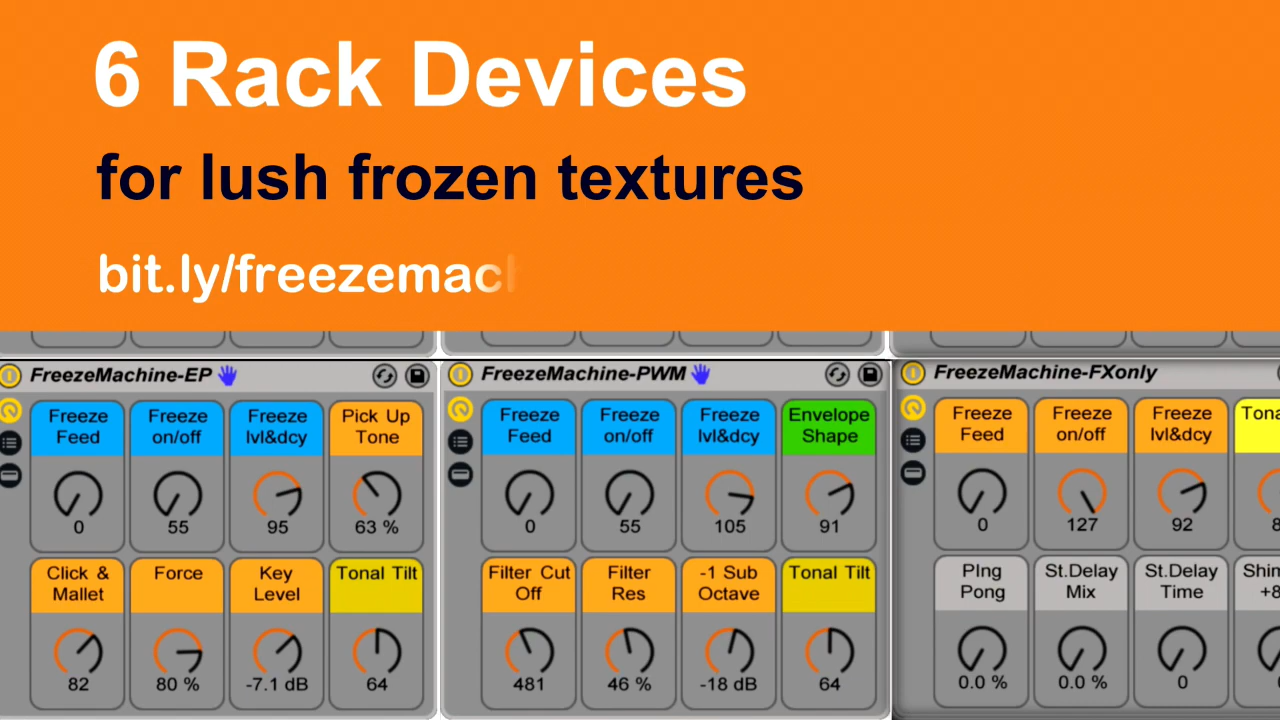 6 Rack Devices
for lush frozen textures
bit.ly/freezemach
FreezeMachine-EP
Freeze Feed
Freeze on/off
Freeze lvl&dcy
Pick Up Tone
0
55
95
63 %
Click & Mallet
Force
Key Level
Tonal Tilt
82
80 %
-7.1 dB
64
FreezeMachine-PWM
Freeze Feed
Freeze on/off
Freeze lvl&dcy
Envelope Shape
0
55
105
91
Filter Cut Off
Filter Res
-1 Sub Octave
Tonal Tilt
481
46 %
-18 dB
64
FreezeMachine-FXonly
Freeze Feed
Freeze on/off
Freeze lvl&dcy
Tona
0
127
92
8
PIng Pong
St.Delay Mix
St.Delay Time
Shim +8
0.0 %
0.0 %
0